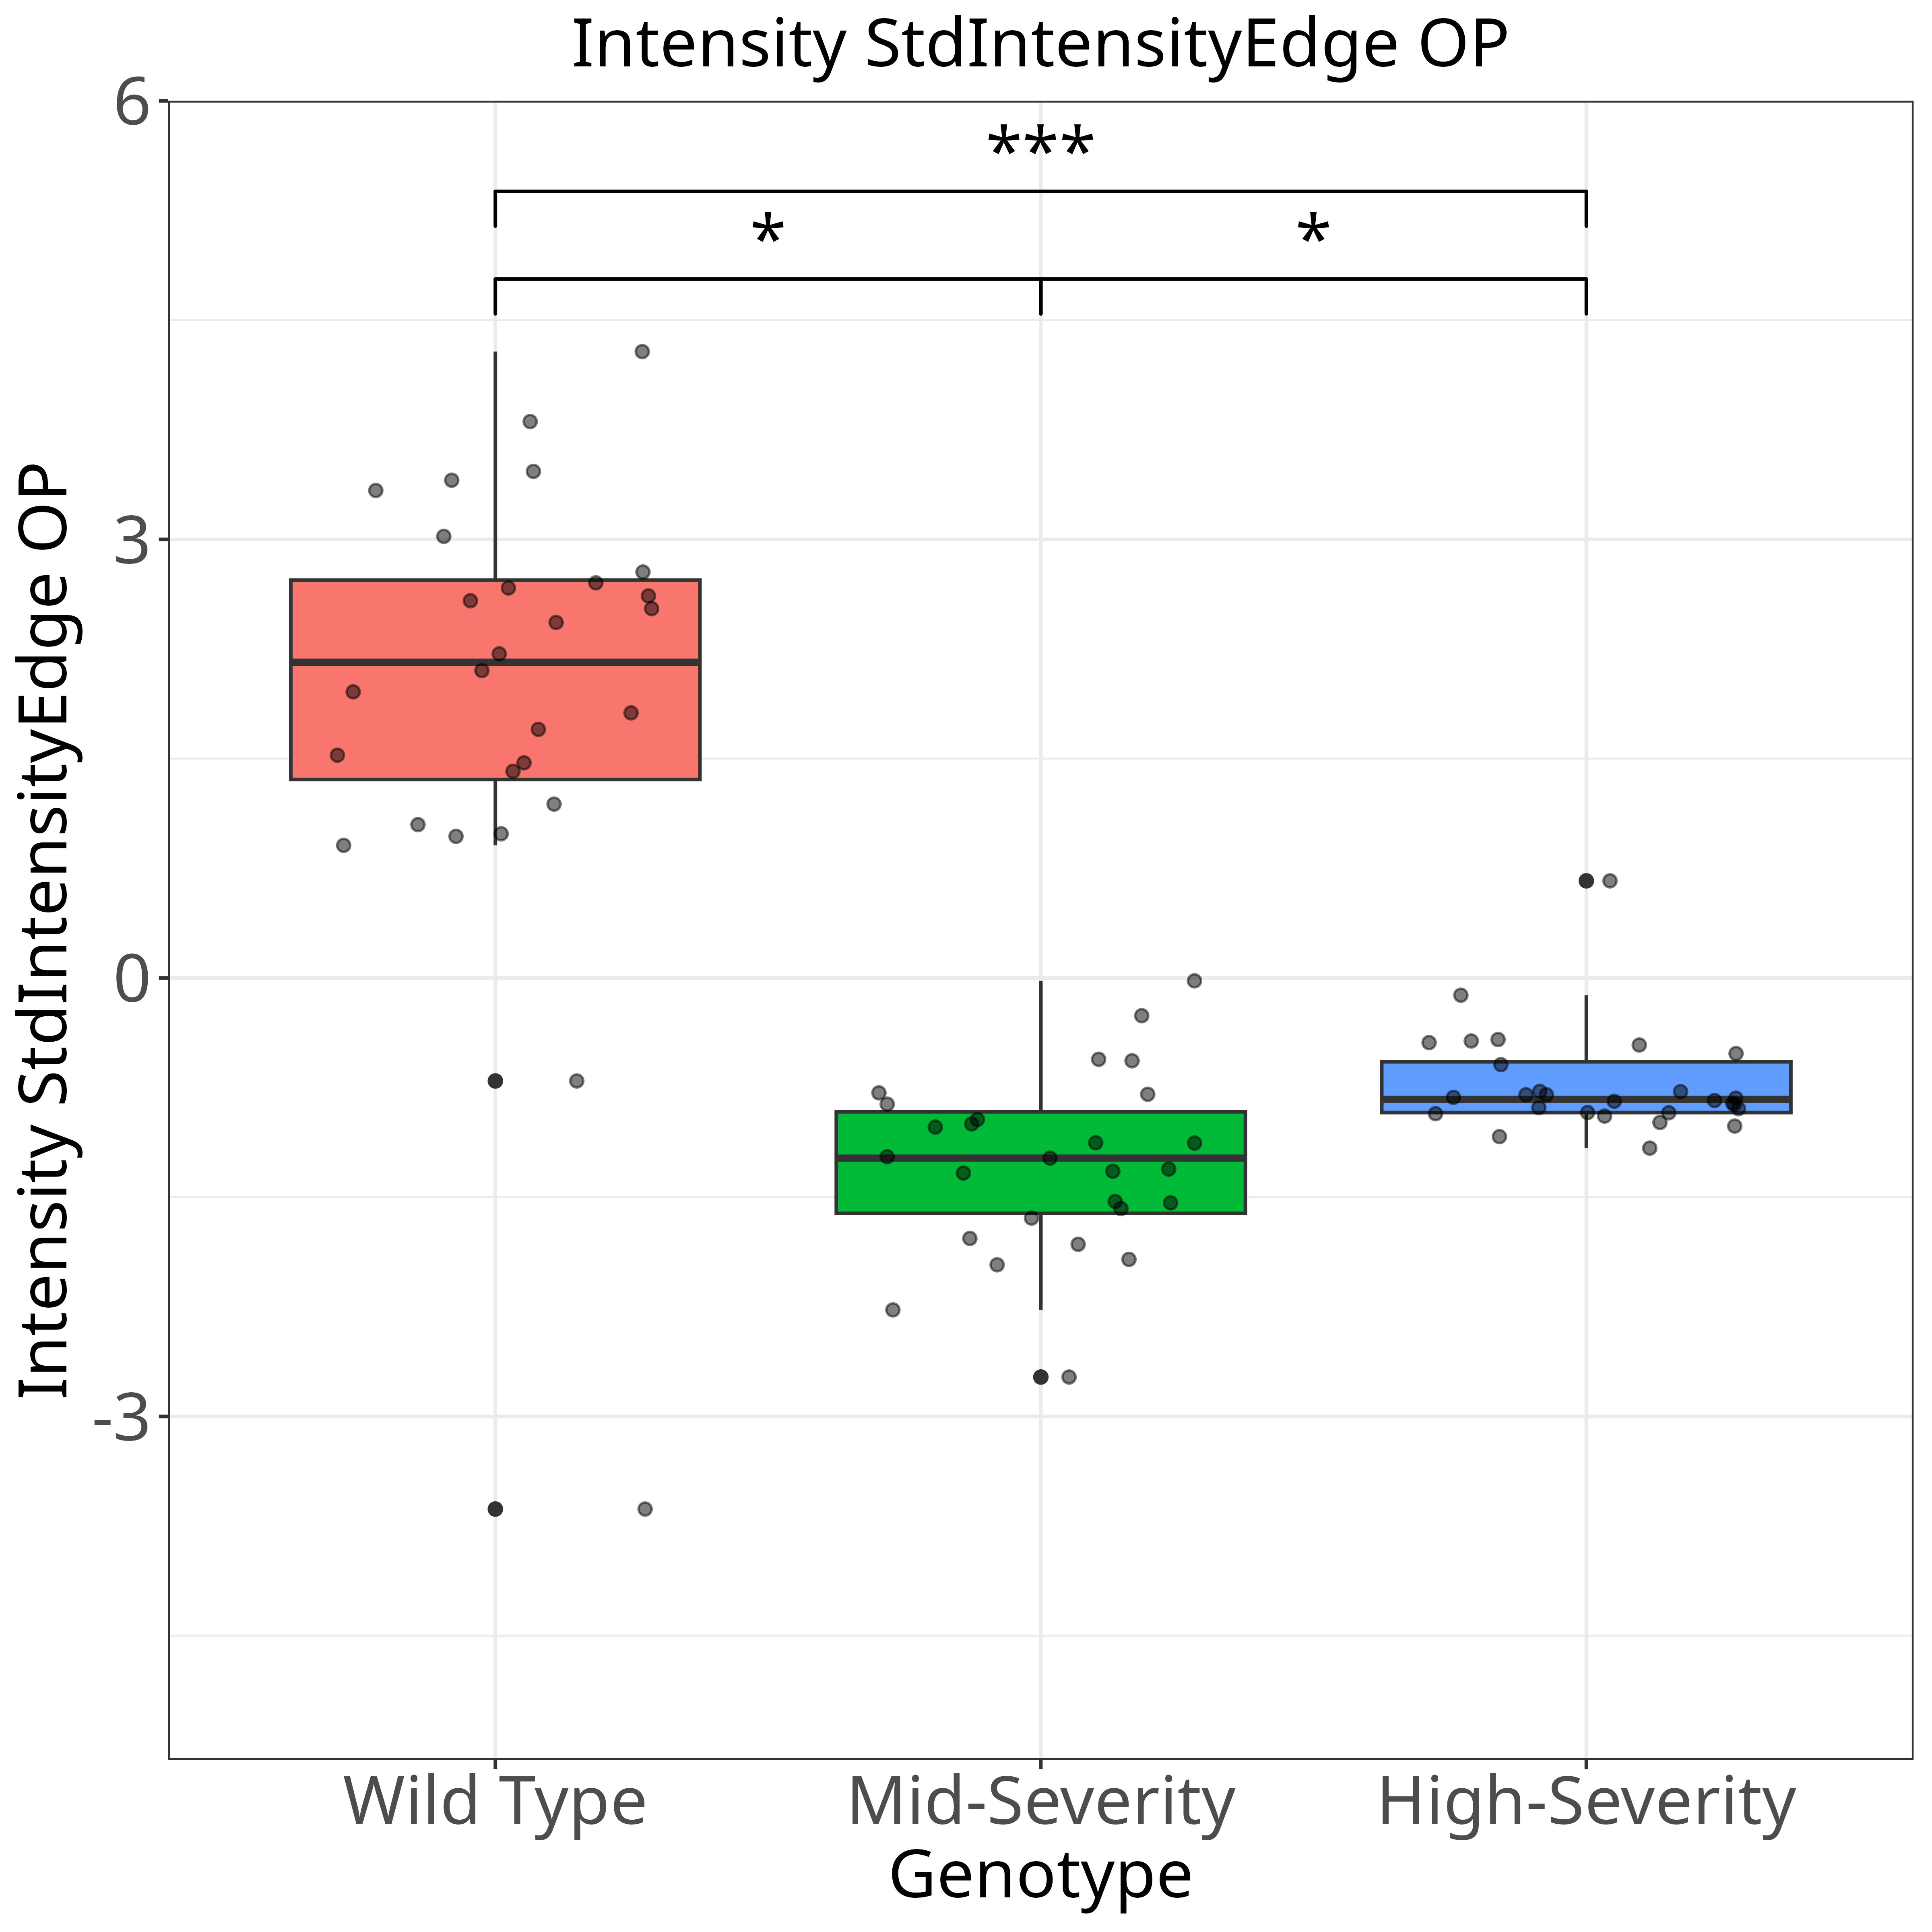 Intensity StdIntensityEdge OP
6
***
*
*
3
0
-3
Intensity StdIntensityEdge OP
Wild Type
Mid-Severity
High-Severity
Genotype